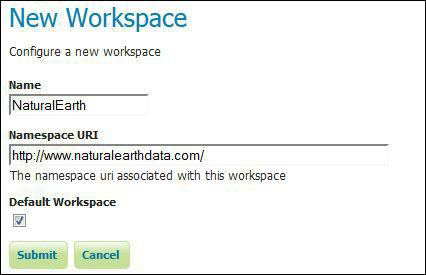 New Workspace
Configure a new workspace
Name
NaturalEarth
Namespace URI
http://www.naturalearthdata.com/
The namespace uri associated with this workspace
Default Workspace
Submit Cancel